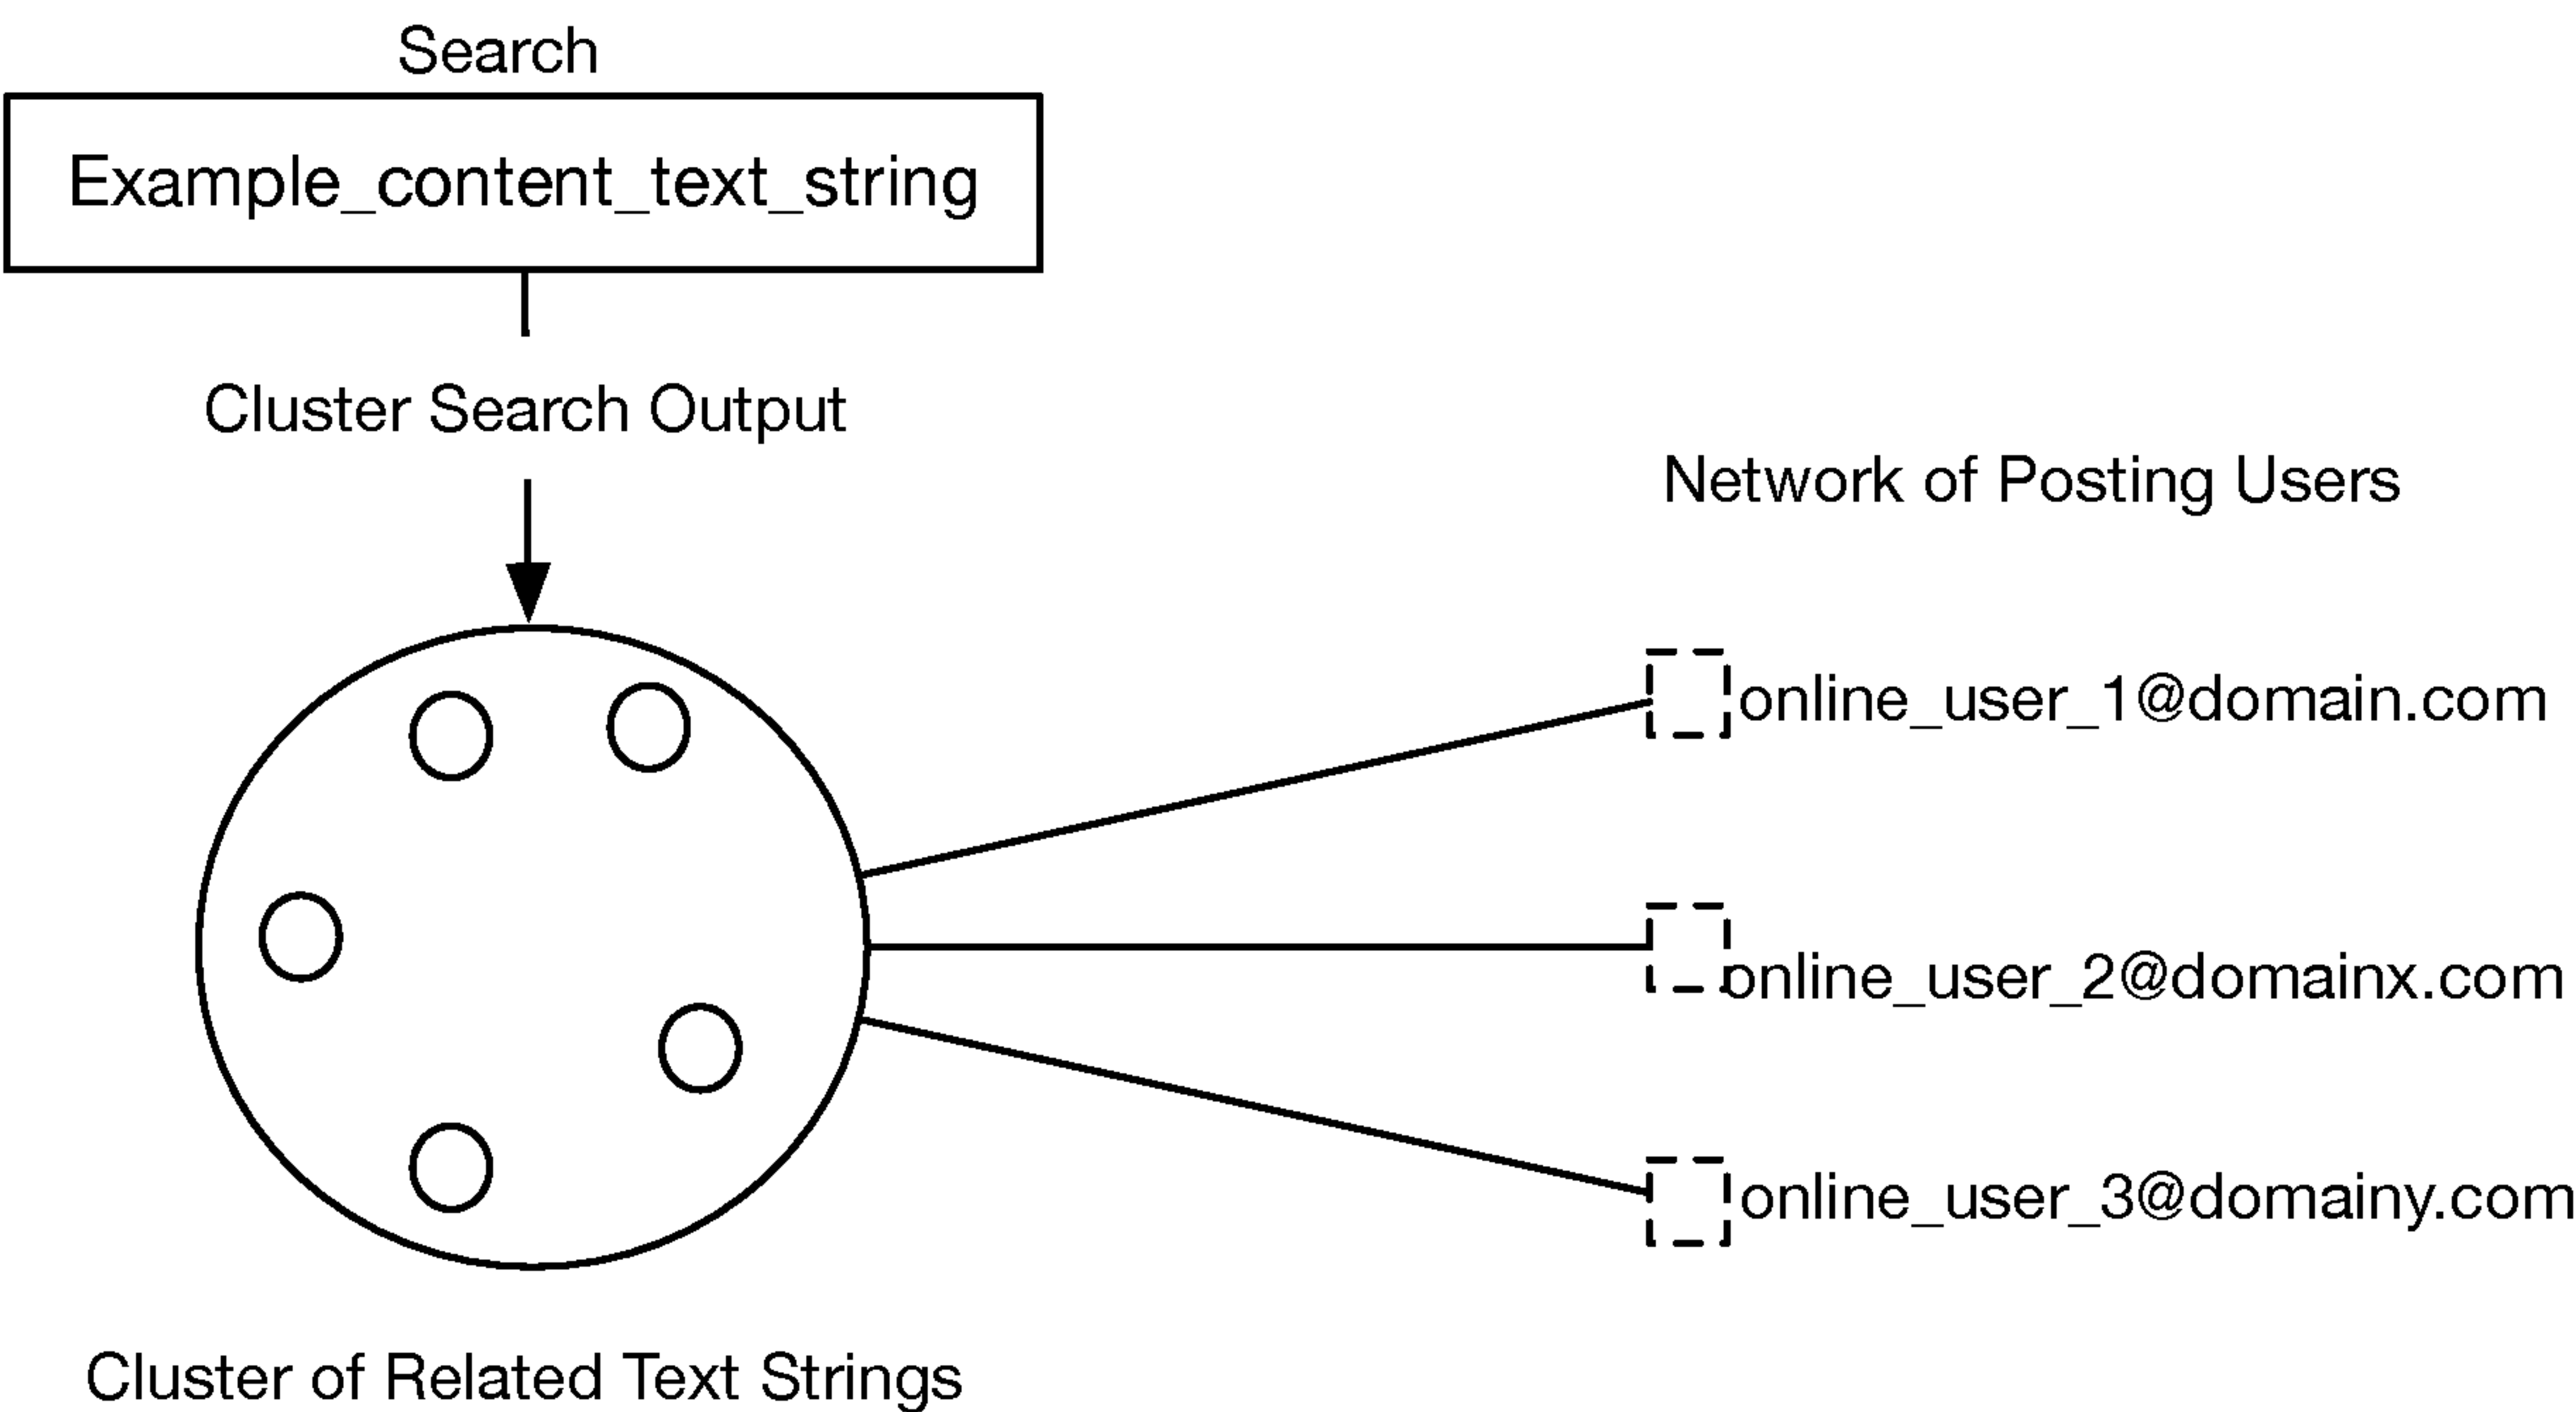 Search
Example_content_text_string
Cluster Search Output
Network of Posting Users
online_user_1@domain.com
online_user_2@domainx.com
online_user_3@domainy.com
Cluster of Related Text Strings